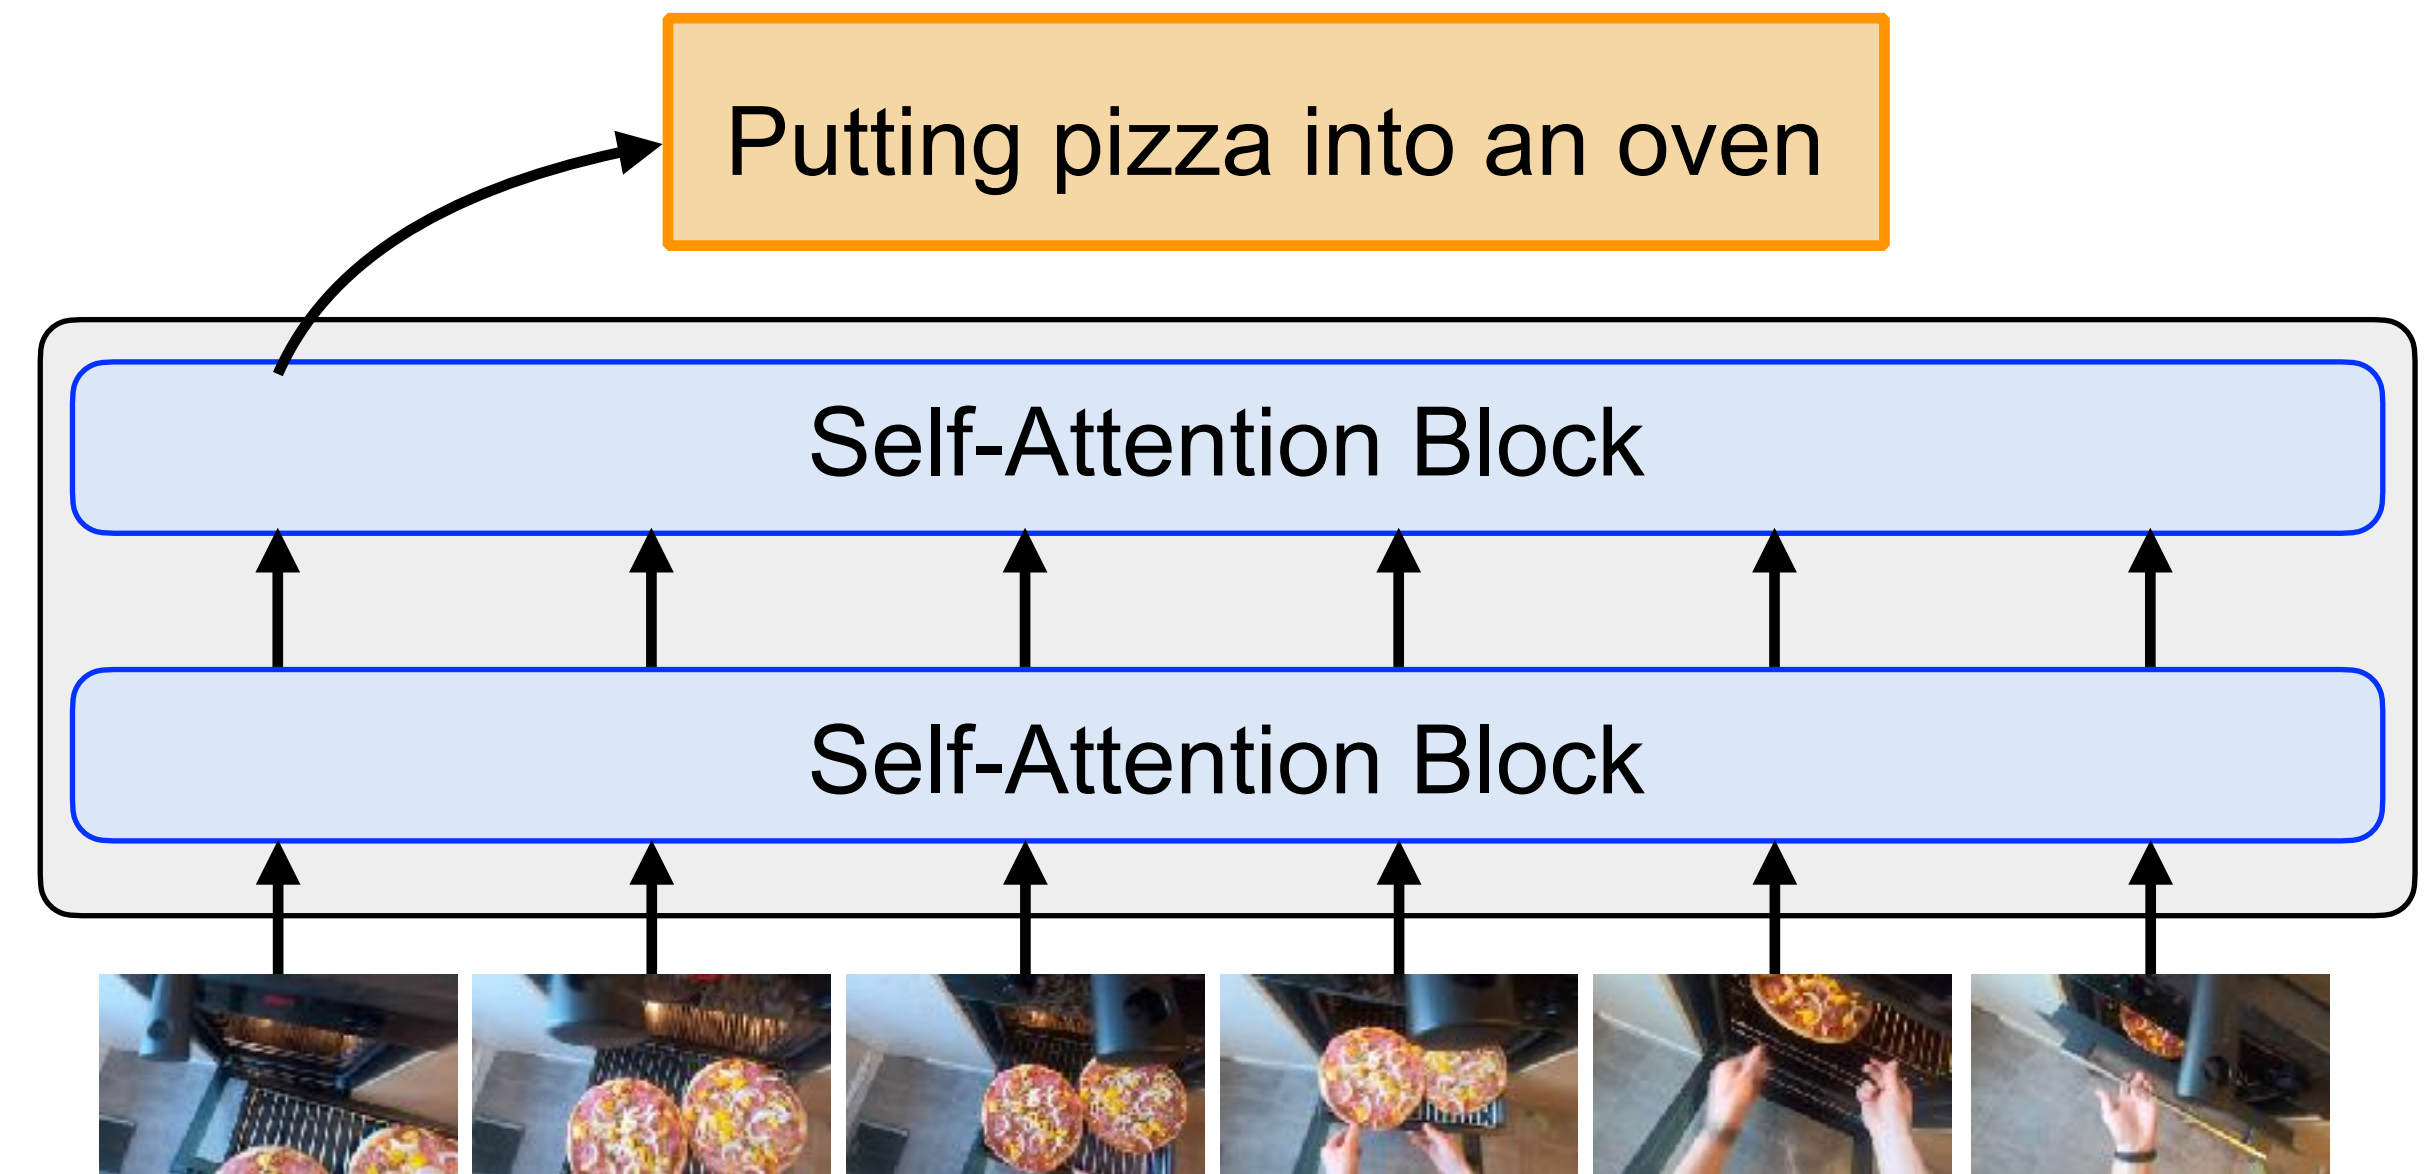 Putting pizza into an oven
Self-Attention Block
Self-Attention Block